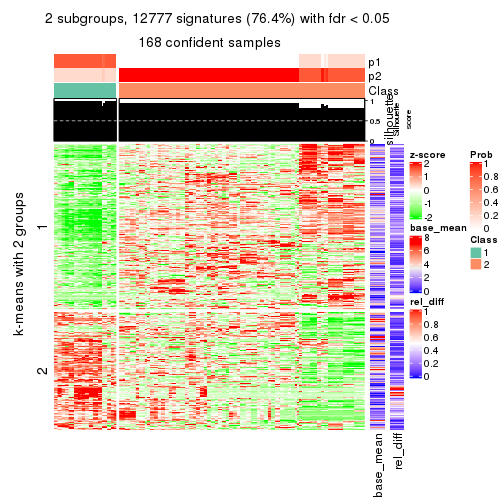 2 subgroups, 12777 signatures (76.4%) with fdr < 0.05
168 confident samples
p1
p2
Class
silhouette
Silhouette
score
1
0.5
0
k-means with 2 groups
1
2
base_mean
rel_diff
z-score
2
1
0
-1
-2
base_mean
8
6
4
2
0
rel_diff
1
0.8
0.6
0.4
0.2
0
Prob
1
0.8
0.6
0.4
0.2
0
Class
1
2